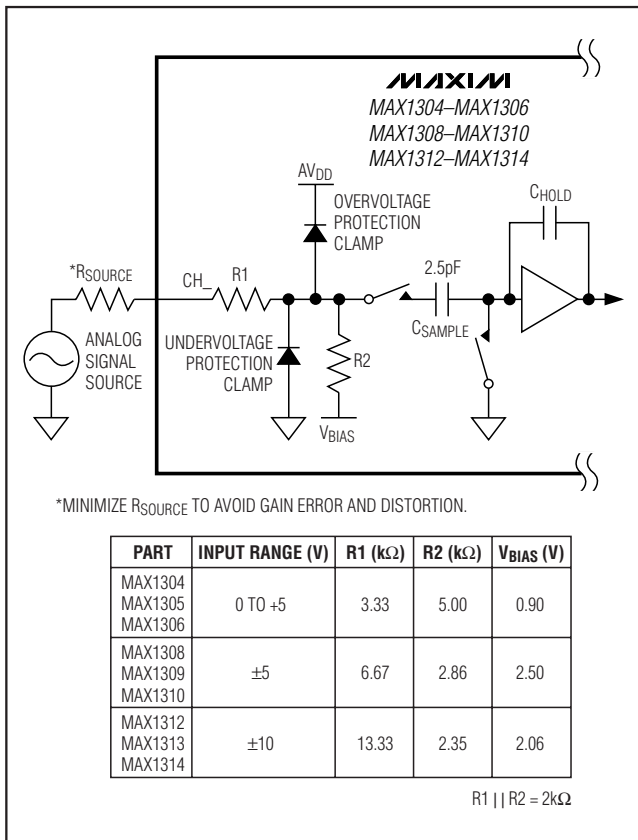 MAXIM
MAX1304–MAX1306
MAX1308–MAX1310
MAX1312–MAX1314
AVDD
OVERVOLTAGE
PROTECTION
CLAMP
CHOLD
*RSOURCE
CH_
R1
2.5pF
ANALOG
SIGNAL
SOURCE
UNDERVOLTAGE
PROTECTION
CLAMP
R2
CSAMPLE
VBIAS
*MINIMIZE RSOURCE TO AVOID GAIN ERROR AND DISTORTION.
PART INPUT RANGE (V) R1 (kΩ) R2 (kΩ) VBIAS (V)
MAX1304
MAX1305
MAX1306
0 TO +5 3.33 5.00 0.90
MAX1308
MAX1309
MAX1310
±5 6.67 2.86 2.50
MAX1312
MAX1313
MAX1314
±10 13.33 2.35 2.06
R1 || R2 = 2kΩ